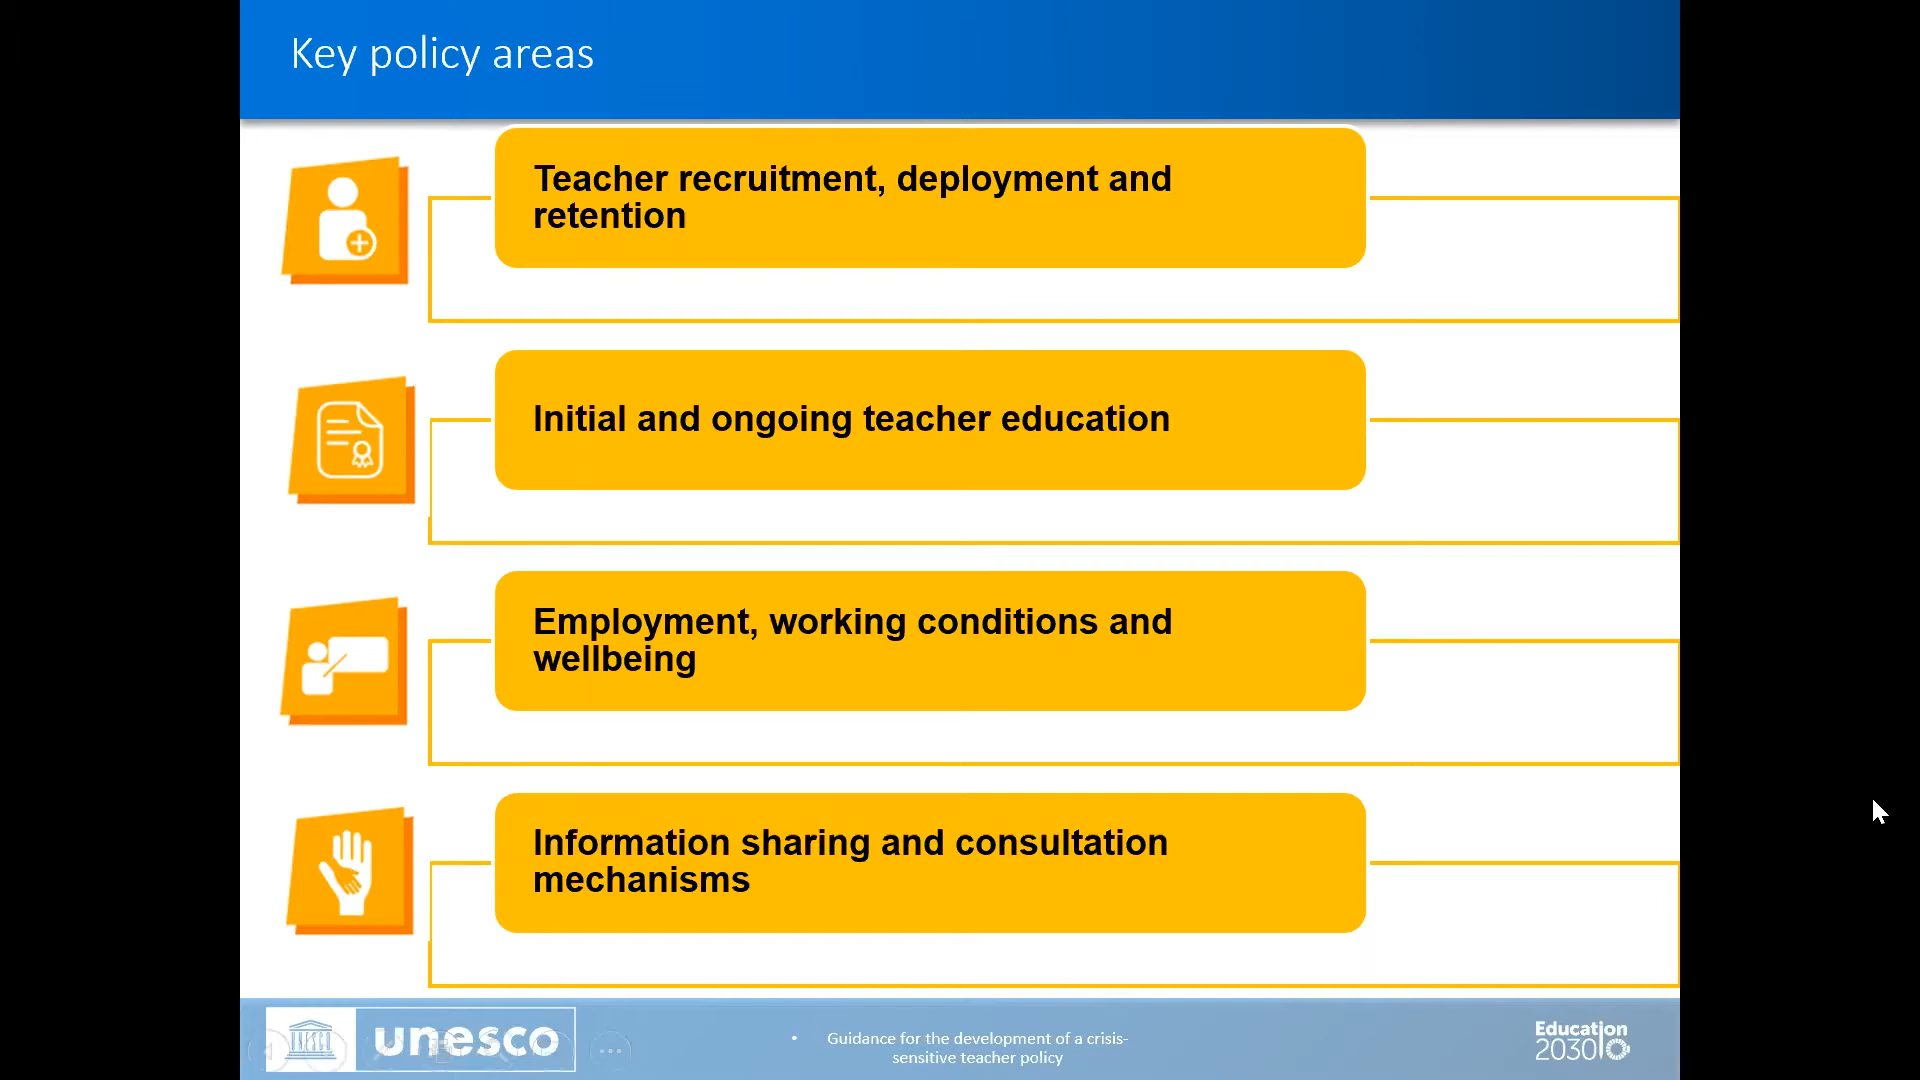 Key policy areas
Teacher recruitment, deployment and
retention
Initial and ongoing teacher education
Employment, working conditions and
wellbeing
Information sharing and consultation
mechanisms
unesco
• Guidance for the development of a crisis-
sensitive teacher policy
Education
2030